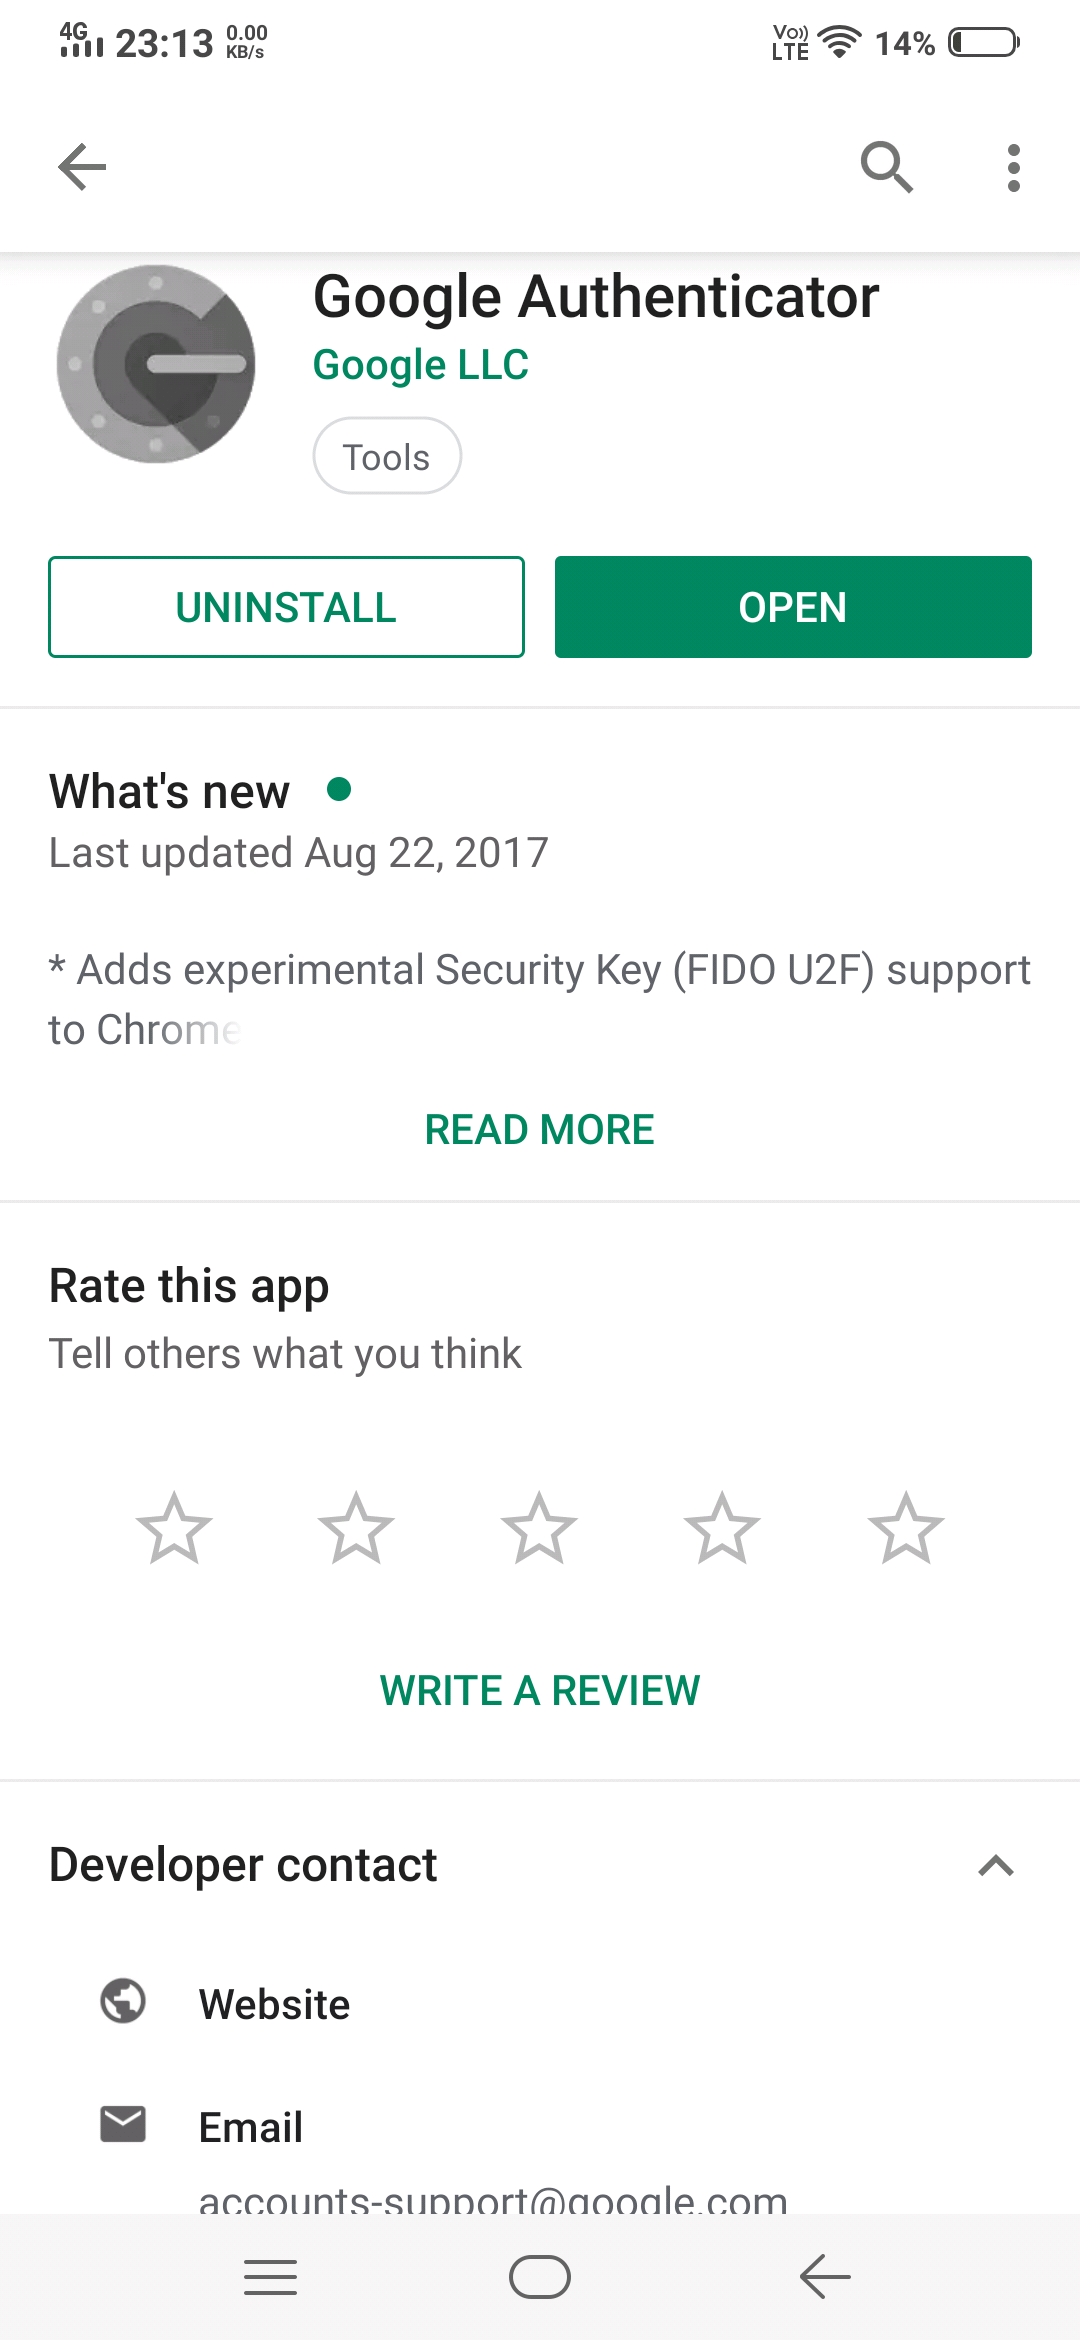 4G 23:13 0.00 KB/s Vo)) LTE 14%
Google Authenticator
Google LLC
Tools
UNINSTALL OPEN
What's new
Last updated Aug 22, 2017
* Adds experimental Security Key (FIDO U2F) support
to Chrome
READ MORE
Rate this app
Tell others what you think
WRITE A REVIEW
Developer contact
Website
Email
accounts-support@google.com